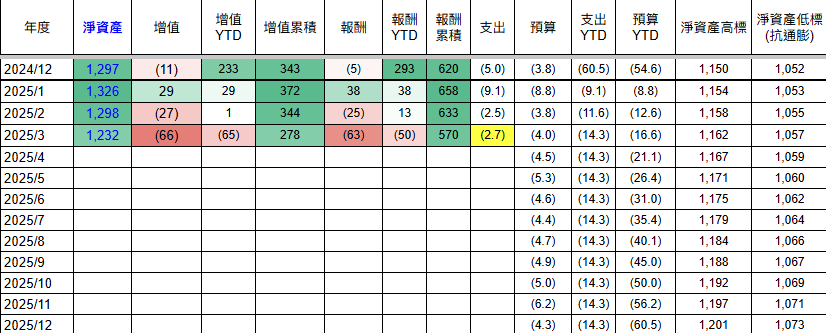 年度 淨資產 增值 增值 YTD 增值累積 報酬 報酬 YTD 報酬 累積 支出 預算 支出 YTD 預算 YTD 淨資產高標 淨資產低標 (抗通膨)
2024/12 1,297 (11) 233 343 (5) 293 620 (5.0) (3.8) (60.5) (54.6) 1,150 1,052
2025/1 1,326 29 29 372 38 38 658 (9.1) (8.8) (9.1) (8.8) 1,154 1,053
2025/2 1,298 (27) 1 344 (25) 13 633 (2.5) (3.8) (11.6) (12.6) 1,158 1,055
2025/3 1,232 (66) (65) 278 (63) (50) 570 (2.7) (4.0) (14.3) (16.6) 1,162 1,057
2025/4 (4.5) (14.3) (21.1) 1,167 1,059
2025/5 (5.3) (14.3) (26.4) 1,171 1,060
2025/6 (4.6) (14.3) (31.0) 1,175 1,062
2025/7 (4.4) (14.3) (35.4) 1,179 1,064
2025/8 (4.7) (14.3) (40.1) 1,184 1,066
2025/9 (4.9) (14.3) (45.0) 1,188 1,067
2025/10 (5.0) (14.3) (50.0) 1,192 1,069
2025/11 (6.2) (14.3) (56.2) 1,197 1,071
2025/12 (4.3) (14.3) (60.5) 1,201 1,073